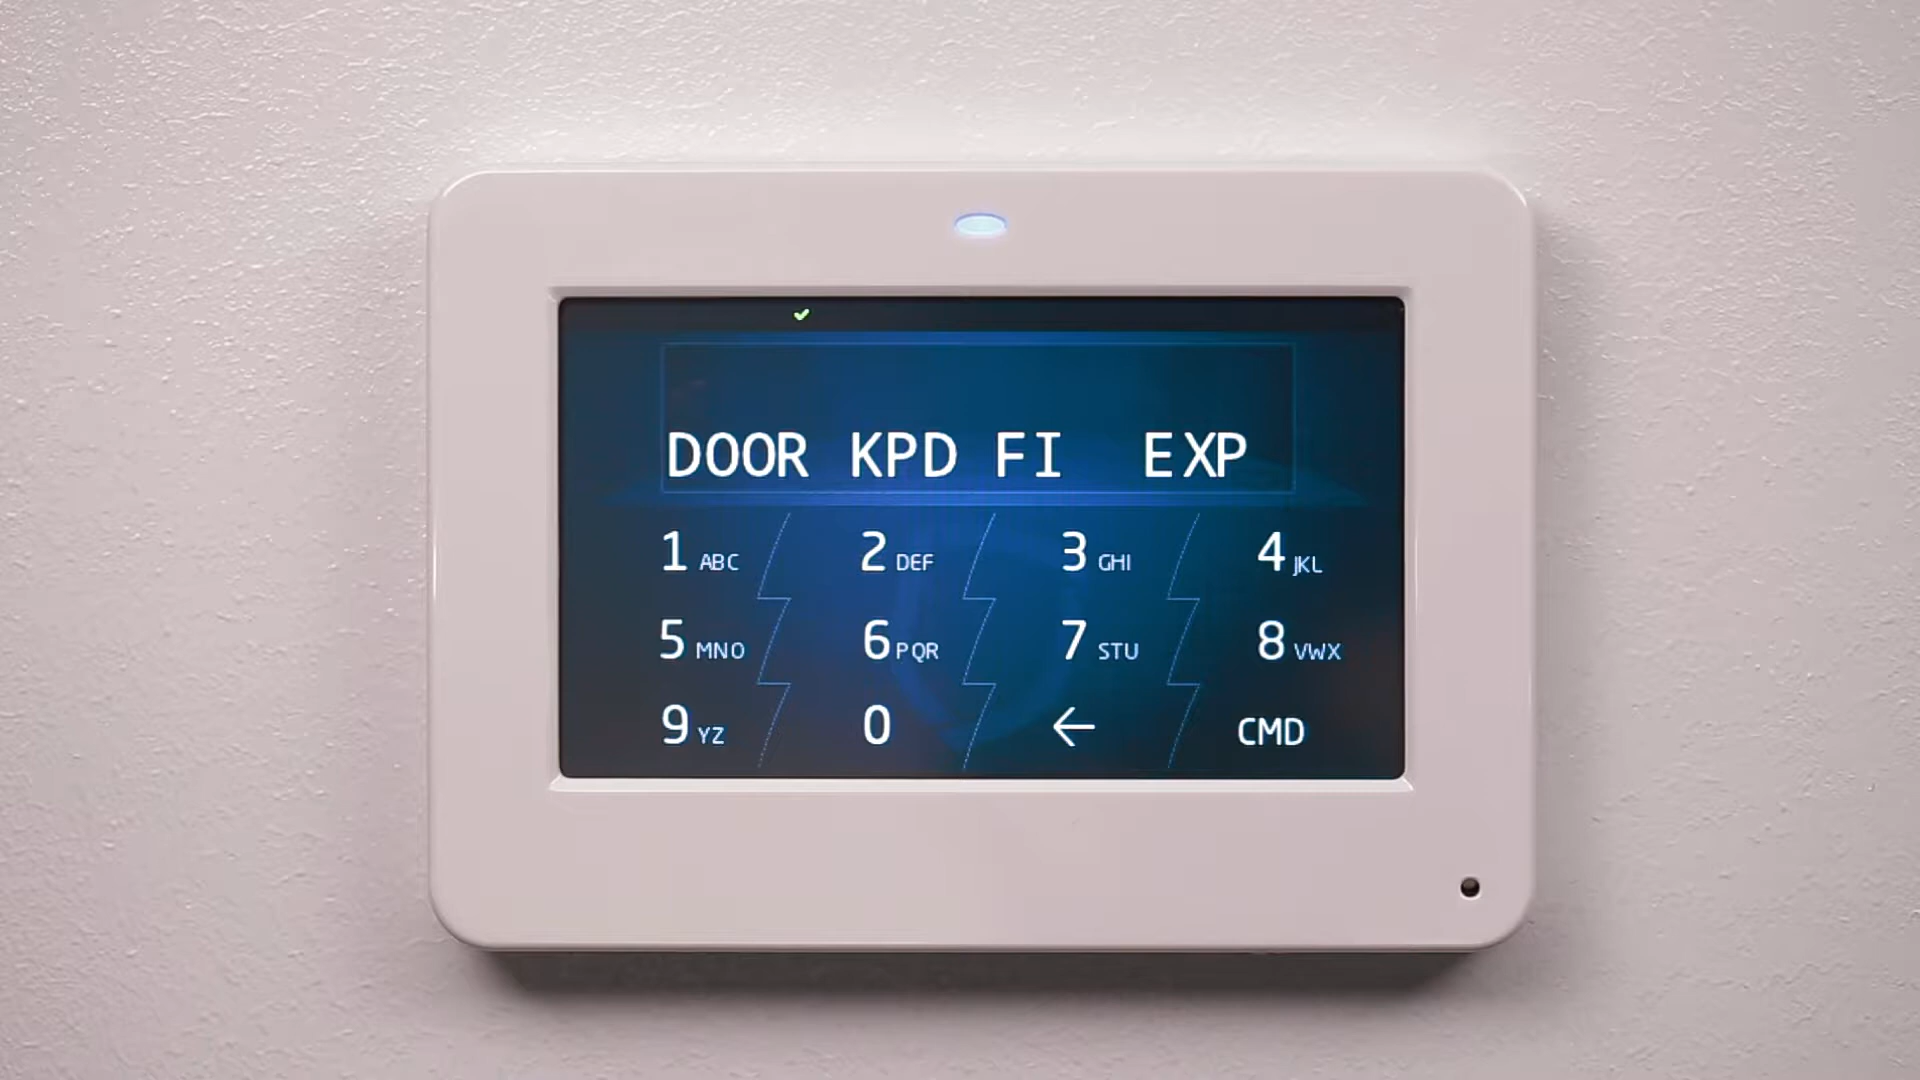 DOOR KPD FI EXP
1 ABC 2 DEF 3 GHI 4 JKL
5 MNO 6 PQR 7 STU 8 VWX
9 YZ 0 ← CMD